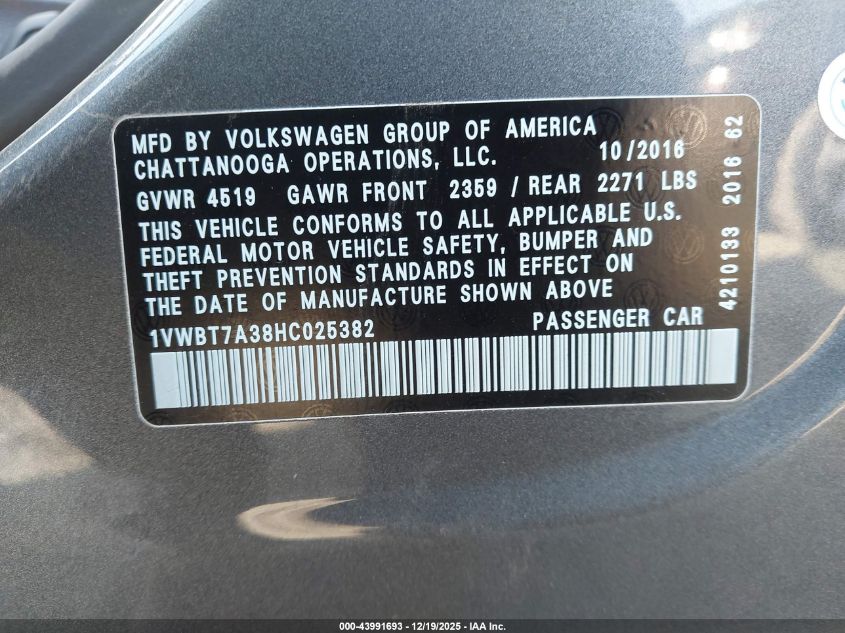 MFD BY VOLKSWAGEN GROUP OF AMERICA
CHATTANOOGA OPERATIONS, LLC. 10/2016
GVWR 4519 GAWR FRONT 2359 / REAR 2271 LBS
THIS VEHICLE CONFORMS TO ALL APPLICABLE U.S.
FEDERAL MOTOR VEHICLE SAFETY, BUMPER AND
THEFT PREVENTION STANDARDS IN EFFECT ON
THE DATE OF MANUFACTURE SHOWN ABOVE
1VWBT7A38HC025382 PASSENGER CAR
4210133 2016 62
000-43991693 - 12/19/2025 - IAA Inc.